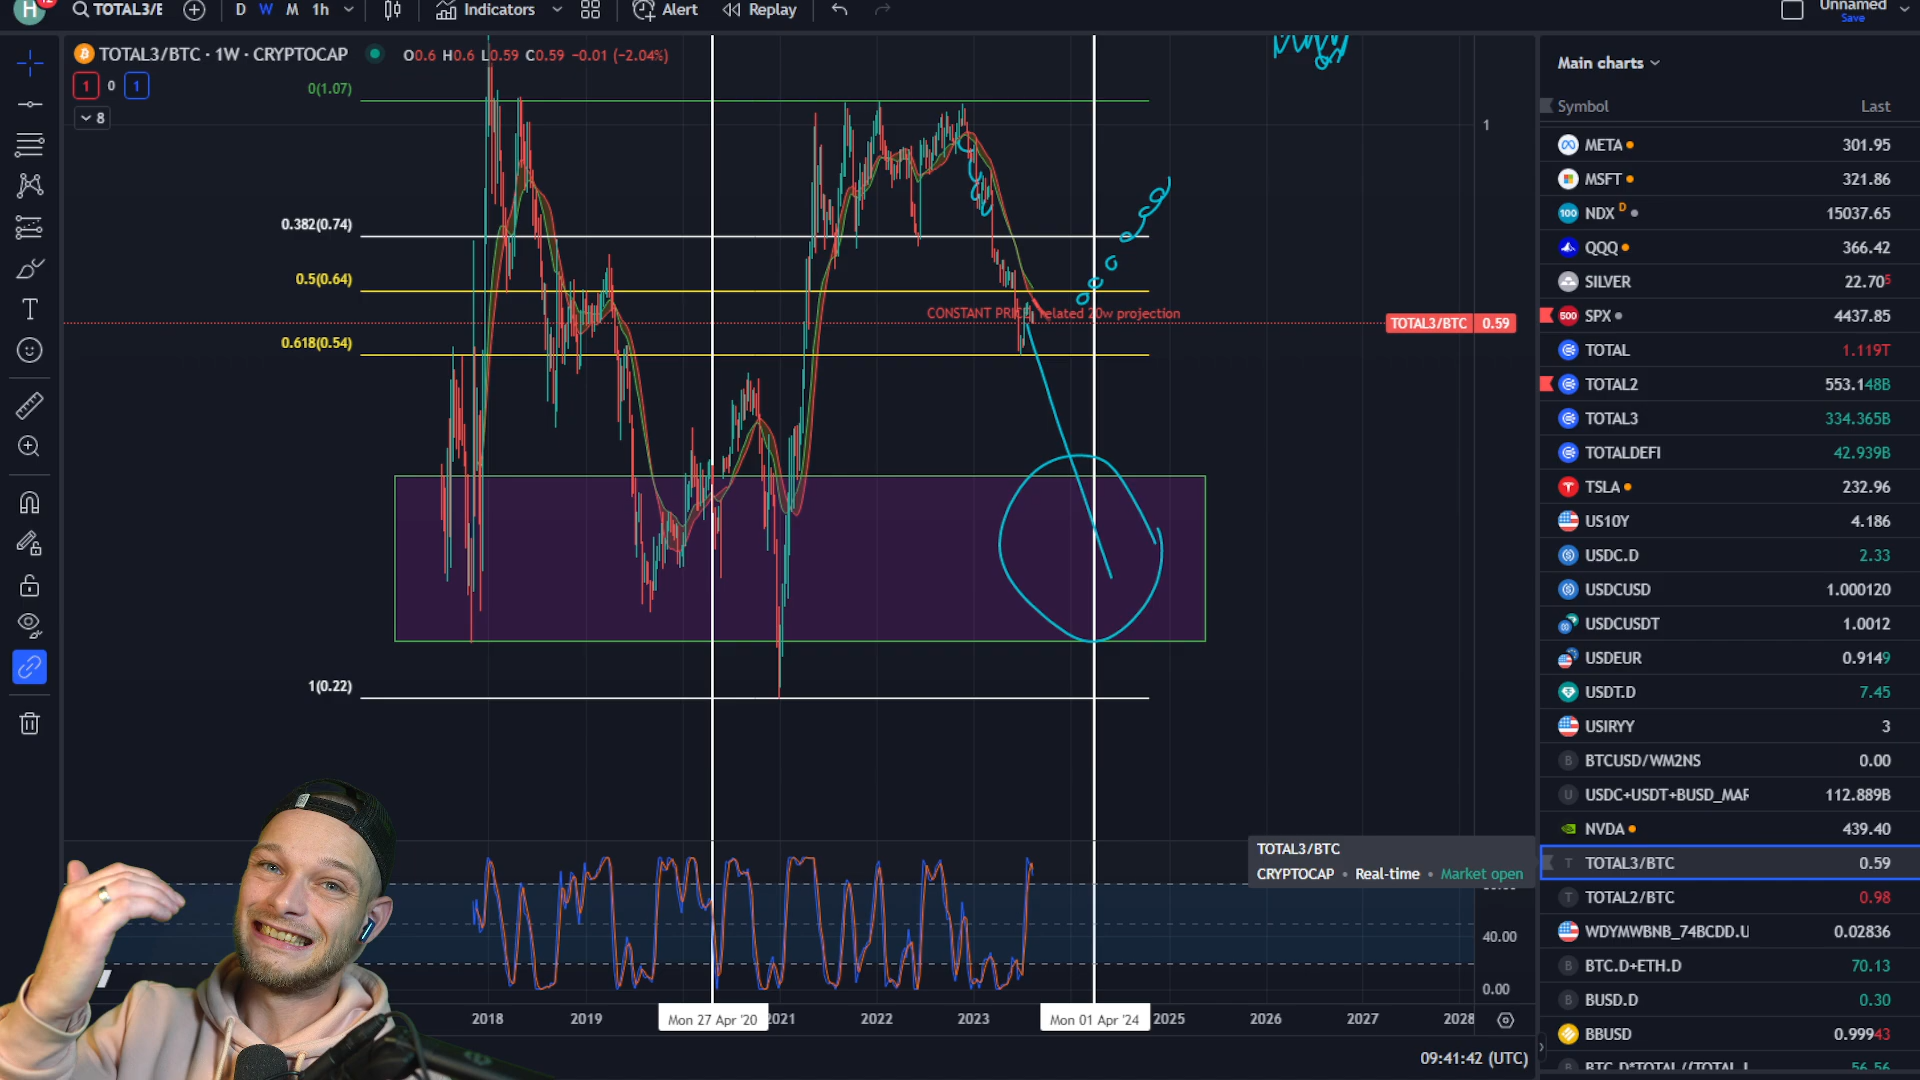 H
TOTAL3/E
D W M 1h
Indicators
Alert
Replay
Unnamed
Save
TOTAL3/BTC · 1W · CRYPTOCAP
O0.6 H0.6 L0.59 C0.59 −0.01 (−2.04%)
1 0 1
8
0(1.07)
0.382(0.74)
0.5(0.64)
0.618(0.54)
1(0.22)
CONSTANT PRICE related 20w projection
1
TOTAL3/BTC 0.59
TOTAL3/BTC
CRYPTOCAP • Real-time • Market open
40.00
0.00
2018 2019 Mon 27 Apr '20 2021 2022 2023 Mon 01 Apr '24 2025 2026 2027 2028
09:41:42 (UTC)
Main charts
Symbol Last
META 301.95
MSFT 321.86
100 NDX D 15037.65
QQQ 366.42
SILVER 22.705
500 SPX 4437.85
TOTAL 1.119T
TOTAL2 553.148B
TOTAL3 334.365B
TOTALDEFI 42.939B
TSLA 232.96
US10Y 4.186
USDC.D 2.33
USDCUSD 1.000120
USDCUSDT 1.0012
USDEUR 0.9149
USDT.D 7.45
USIRYY 3
B BTCUSD/WM2NS 0.00
U USDC+USDT+BUSD_MAR 112.889B
NVDA 439.40
T TOTAL3/BTC 0.59
T TOTAL2/BTC 0.98
WDYMWBNB_74BCDD.U 0.02836
B BTC.D+ETH.D 70.13
B BUSD.D 0.30
BBUSD 0.99943